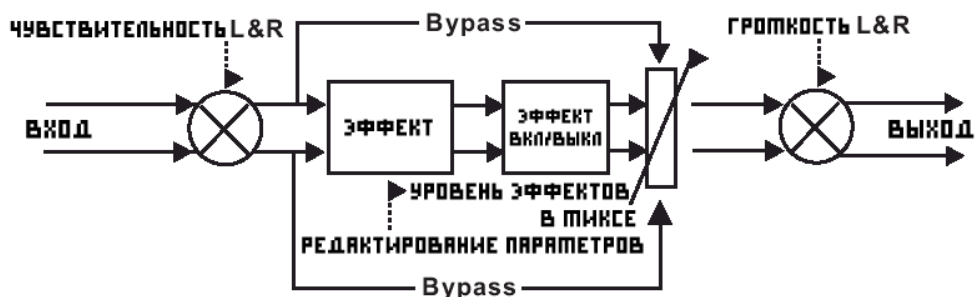 ЧУВСТВИТЕЛЬНОСТЬ L&R
Bypass
ГРОМКОСТЬ L&R
ВХОД
ЭФФЕКТ
ЭФФЕКТ
ВКЛ/ВЫКЛ
ВЫХОД
УРОВЕНЬ ЭФФЕКТОВ
В МИКСЕ
РЕДАКТИРОВАНИЕ ПАРАМЕТРОВ
Bypass